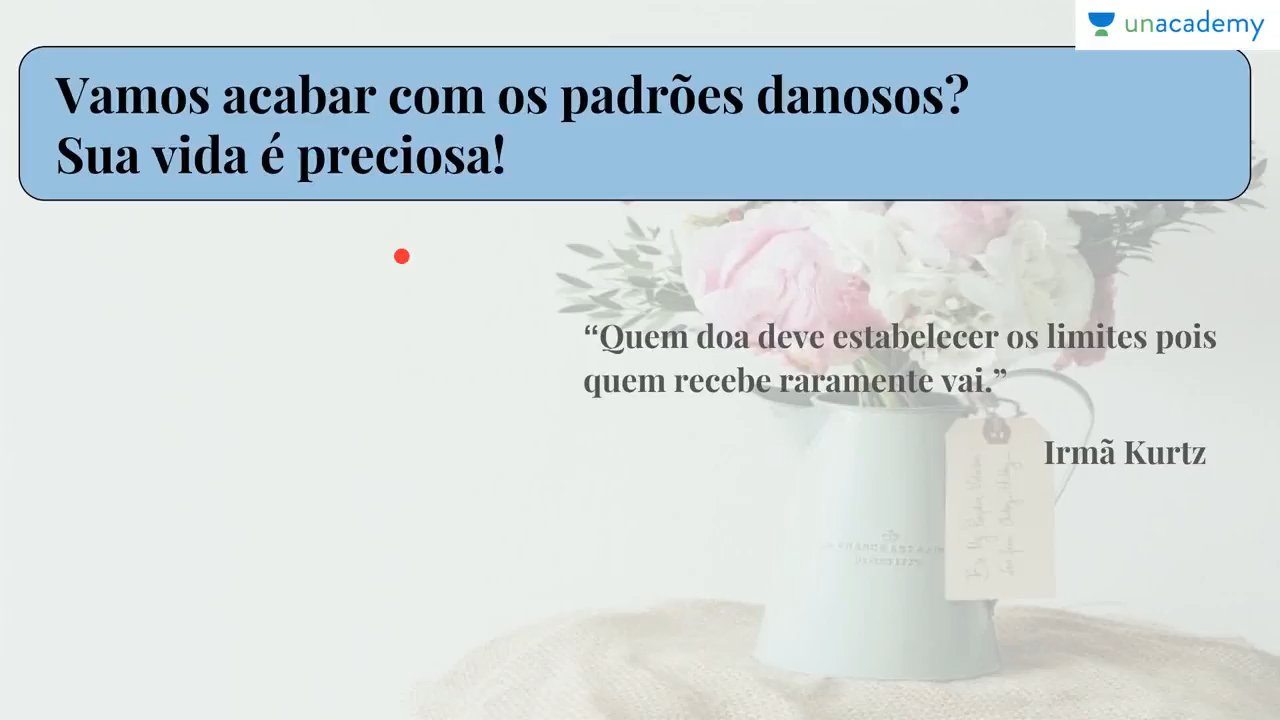 unacademy
Vamos acabar com os padrões danosos?
Sua vida é preciosa!
“Quem doa deve estabelecer os limites pois
quem recebe raramente vai.”
Irmã Kurtz